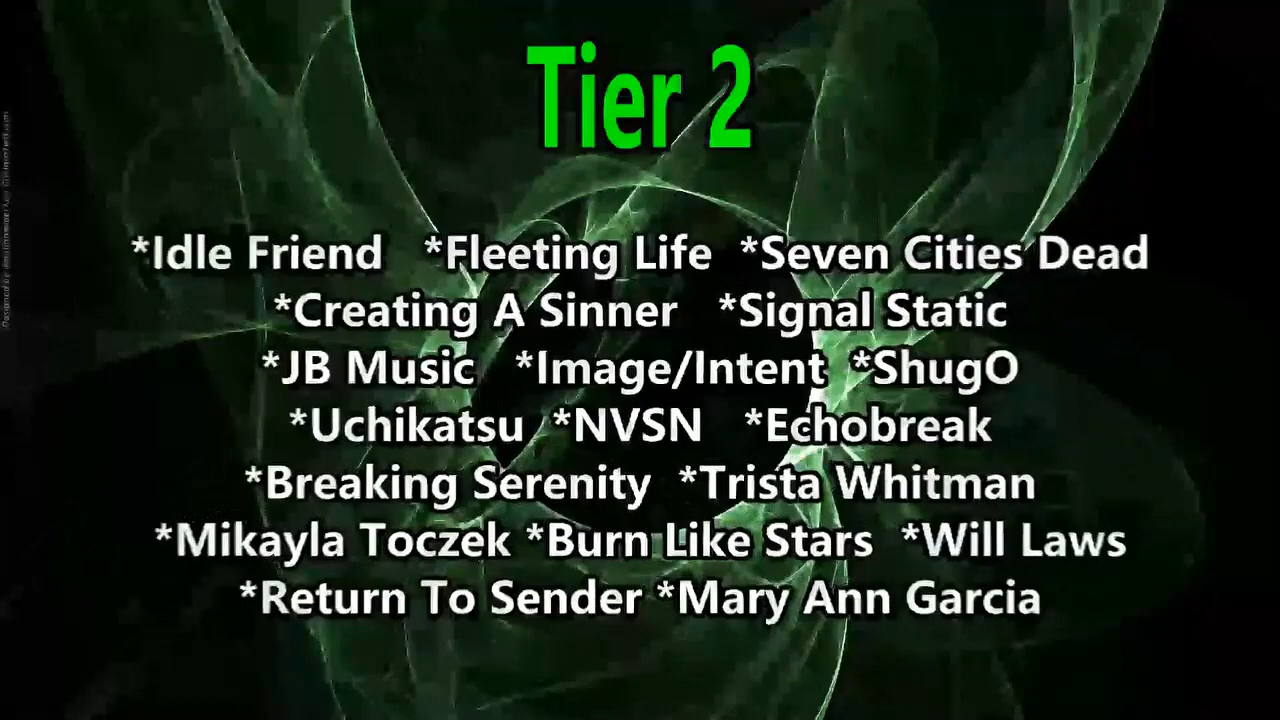 Tier 2
*Idle Friend *Fleeting Life *Seven Cities Dead
*Creating A Sinner *Signal Static
*JB Music *Image/Intent *ShugO
*Uchikatsu *NVSN *Echobreak
*Breaking Serenity *Trista Whitman
*Mikayla Toczek *Burn Like Stars *Will Laws
*Return To Sender *Mary Ann Garcia